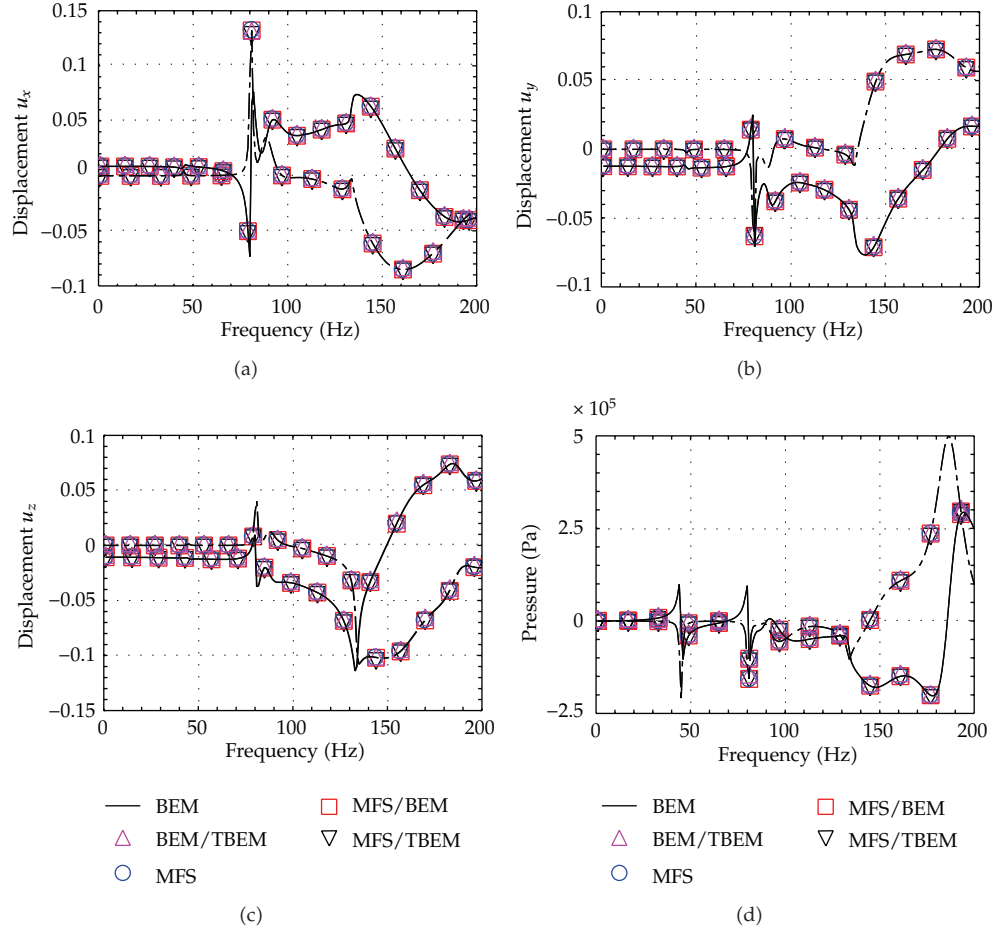 0.15
0.1
0.05
0
−0.05
−0.1
Displacement u_x
0 50 100 150 200
Frequency (Hz)
(a)
0.1
0.05
0
−0.05
−0.1
Displacement u_y
0 50 100 150 200
Frequency (Hz)
(b)
0.1
0.05
0
−0.05
−0.1
−0.15
Displacement u_z
0 50 100 150 200
Frequency (Hz)
BEM
MFS/BEM
BEM/TBEM
MFS/TBEM
MFS
(c)
× 10^5
5
2.5
0
−2.5
Pressure (Pa)
0 50 100 150 200
Frequency (Hz)
BEM
MFS/BEM
BEM/TBEM
MFS/TBEM
MFS
(d)